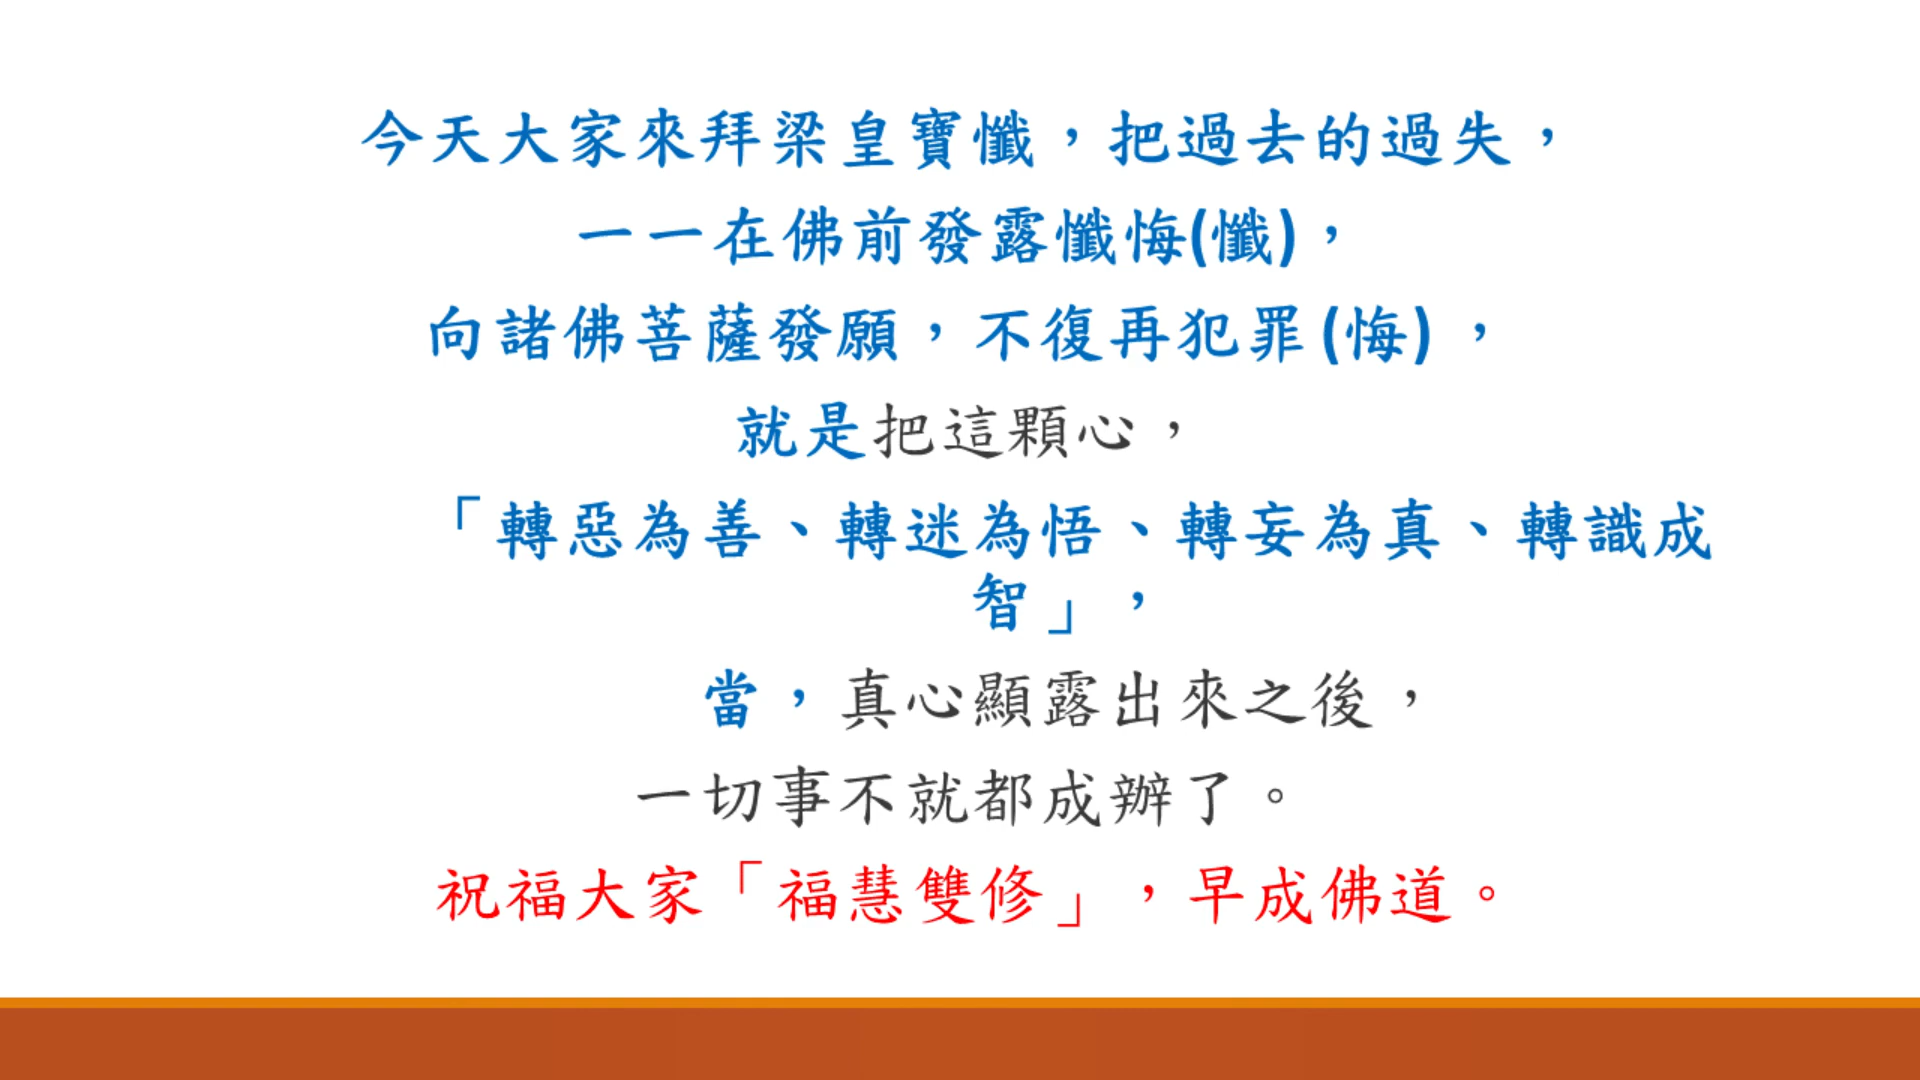 今天大家來拜梁皇寶懺，把過去的過失，
一一在佛前發露懺悔(懺)，
向諸佛菩薩發願，不復再犯罪(悔)，
就是把這顆心，
「轉惡為善、轉迷為悟、轉妄為真、轉識成
智」，
當，真心顯露出來之後，
一切事不就都成辦了。
祝福大家「福慧雙修」，早成佛道。